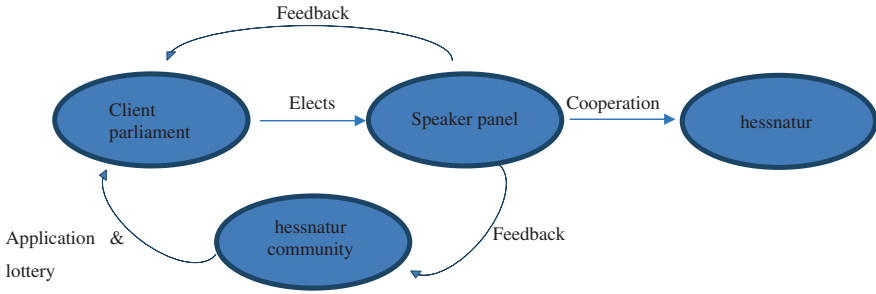 Feedback
Client
parliament
Elects
Speaker panel
Cooperation
hessnatur
Application &
lottery
hessnatur
community
Feedback